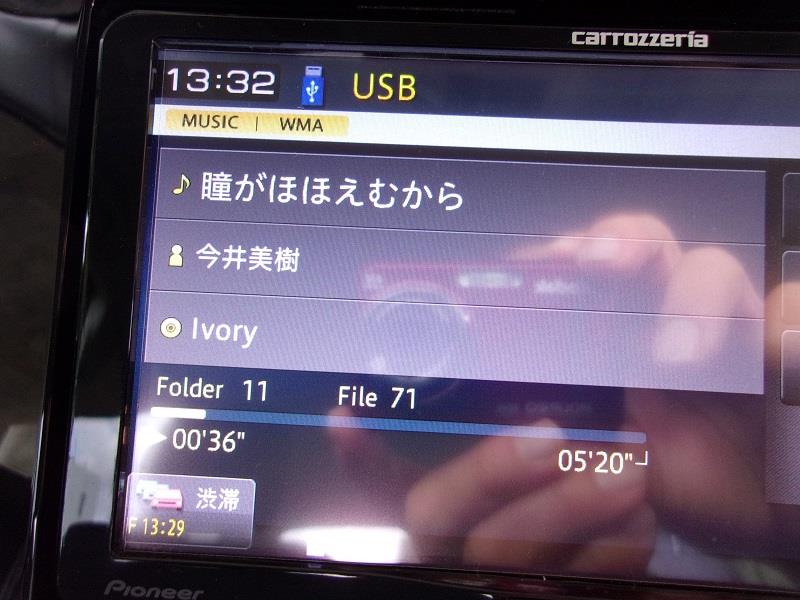 carrozzeria
13:32 USB
MUSIC | WMA
瞳がほほえむから
今井美樹
Ivory
Folder 11 File 71
00'36"
05'20"
渋滞
F 13:29
Pioneer